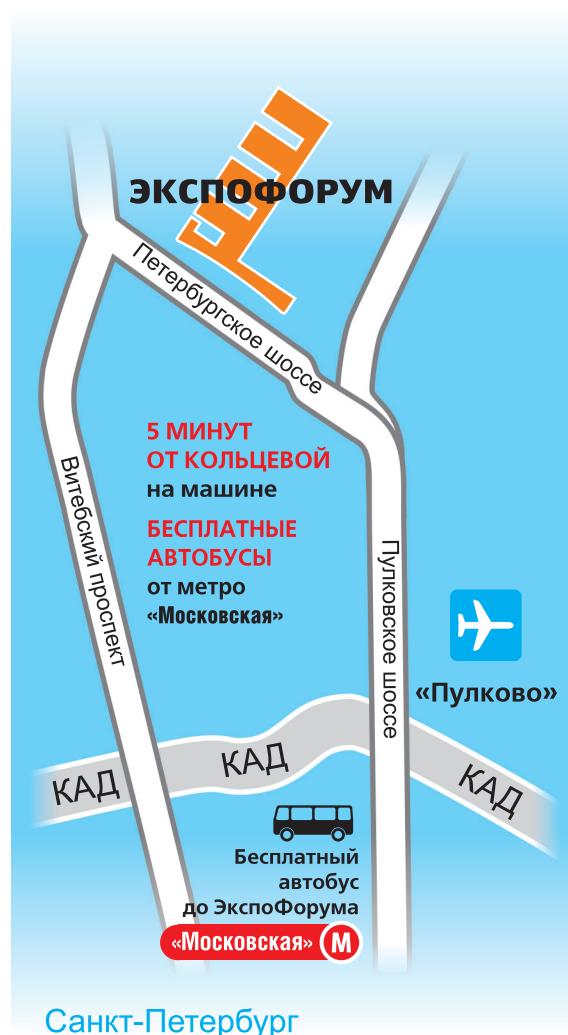 ЭКСПОФОРУМ
Петербургское шоссе
5 МИНУТ
ОТ КОЛЬЦЕВОЙ
на машине
БЕСПЛАТНЫЕ
АВТОБУСЫ
от метро
«Московская»
Витебский проспект
Пулковское шоссе
«Пулково»
КАД
КАД
КАД
Бесплатный
автобус
до ЭкспоФорума
«Московская» М
Санкт-Петербург